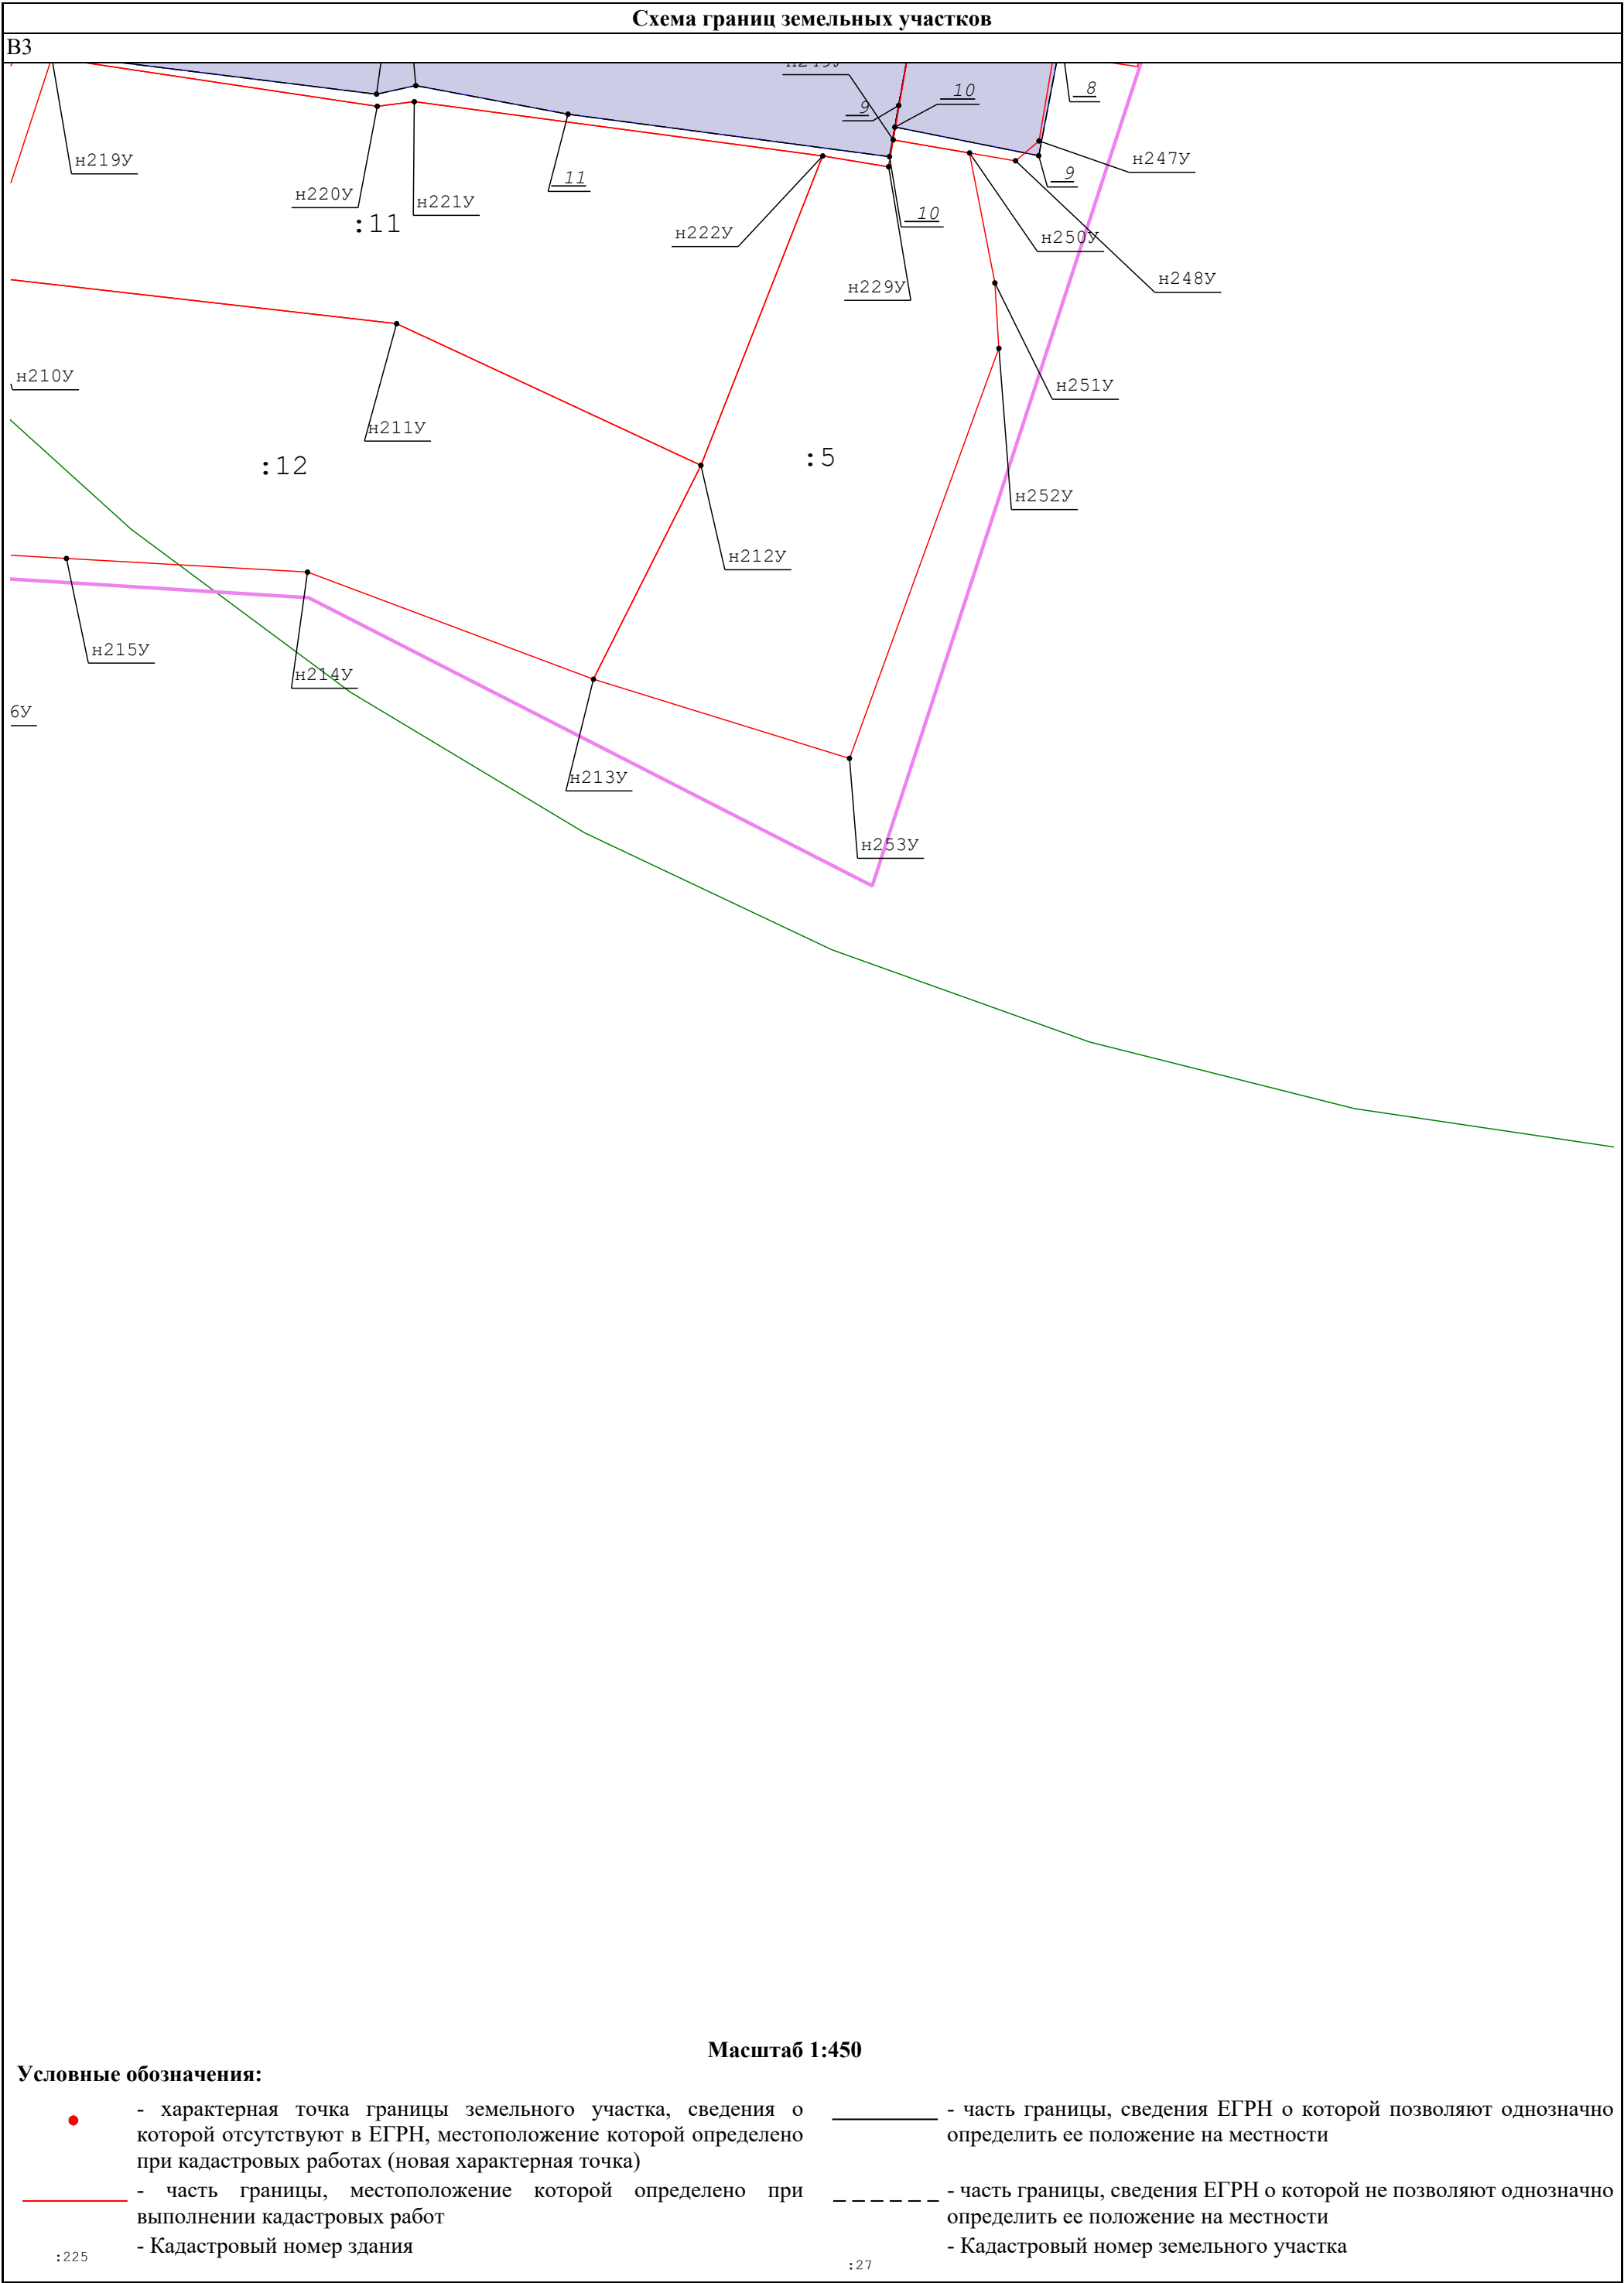 Схема границ земельных участков
В3
8
10
9
н219У
н247У
9
11
н220У
н221У
10
:11
н222У
н250У
н248У
н229У
н210У
н251У
н211У
:12
:5
н252У
н212У
н215У
н214У
6У
н213У
н253У
Масштаб 1:450
Условные обозначения:
- характерная точка границы земельного участка, сведения о
которой отсутствуют в ЕГРН, местоположение которой определено
при кадастровых работах (новая характерная точка)
- часть границы, сведения ЕГРН о которой позволяют однозначно
определить ее положение на местности
- часть границы, местоположение которой определено при
выполнении кадастровых работ
- часть границы, сведения ЕГРН о которой не позволяют однозначно
определить ее положение на местности
:225 - Кадастровый номер здания
:27 - Кадастровый номер земельного участка